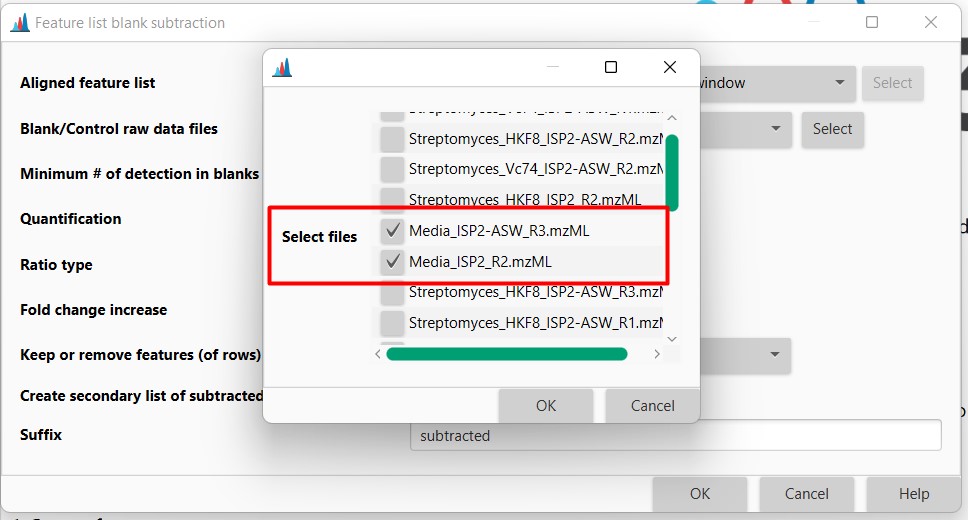 Feature list blank subtraction
Aligned feature list
window
Select
Blank/Control raw data files
Select
Minimum # of detection in blanks
Quantification
Ratio type
Fold change increase
Keep or remove features (of rows)
Create secondary list of subtracted
Suffix
subtracted
OK
Cancel
Help
Select files
Streptomyces_HKF8_ISP2-ASW_R2.mzM
Streptomyces_Vc74_ISP2-ASW_R2.mzM
Streptomyces_HKF8_ISP2_R2.mzML
Media_ISP2-ASW_R3.mzML
Media_ISP2_R2.mzML
Streptomyces_HKF8_ISP2-ASW_R3.mzM
Streptomyces_HKF8_ISP2-ASW_R1.mzM
OK
Cancel